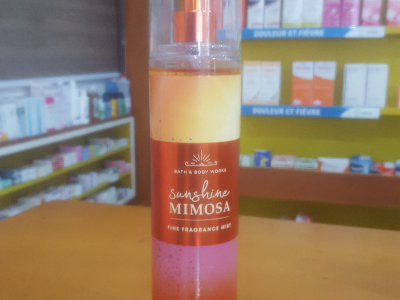 DOULEUR ET FIÈVRE
DOULEUR ET FIÈVRE
BATH & BODY WORKS
sunshine
MIMOSA
FINE FRAGRANCE MIST